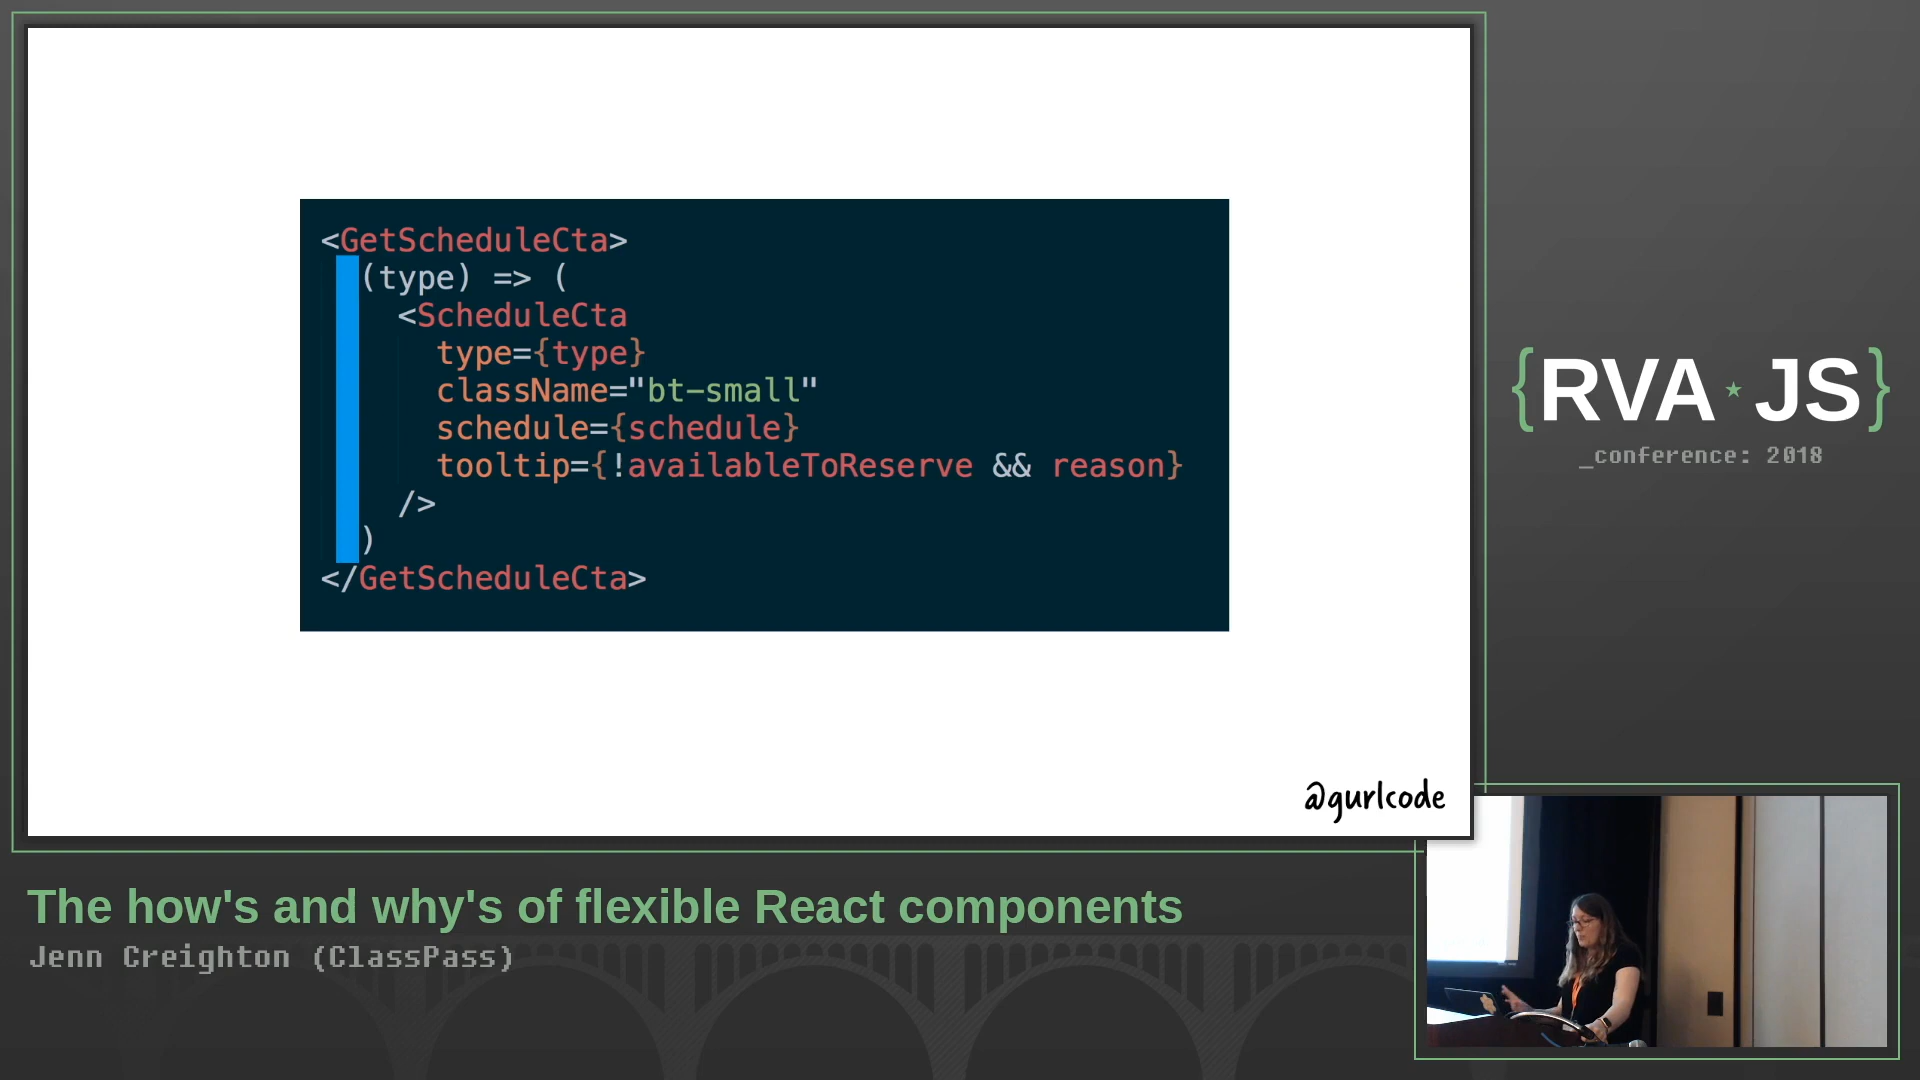 <GetScheduleCta>
(type) => (
<ScheduleCta
type={type}
className="bt-small"
schedule={schedule}
tooltip={!availableToReserve && reason}
/>
)
</GetScheduleCta>
@gurlcode
{RVA★JS}
_conference: 2018
The how's and why's of flexible React components
Jenn Creighton (ClassPass)